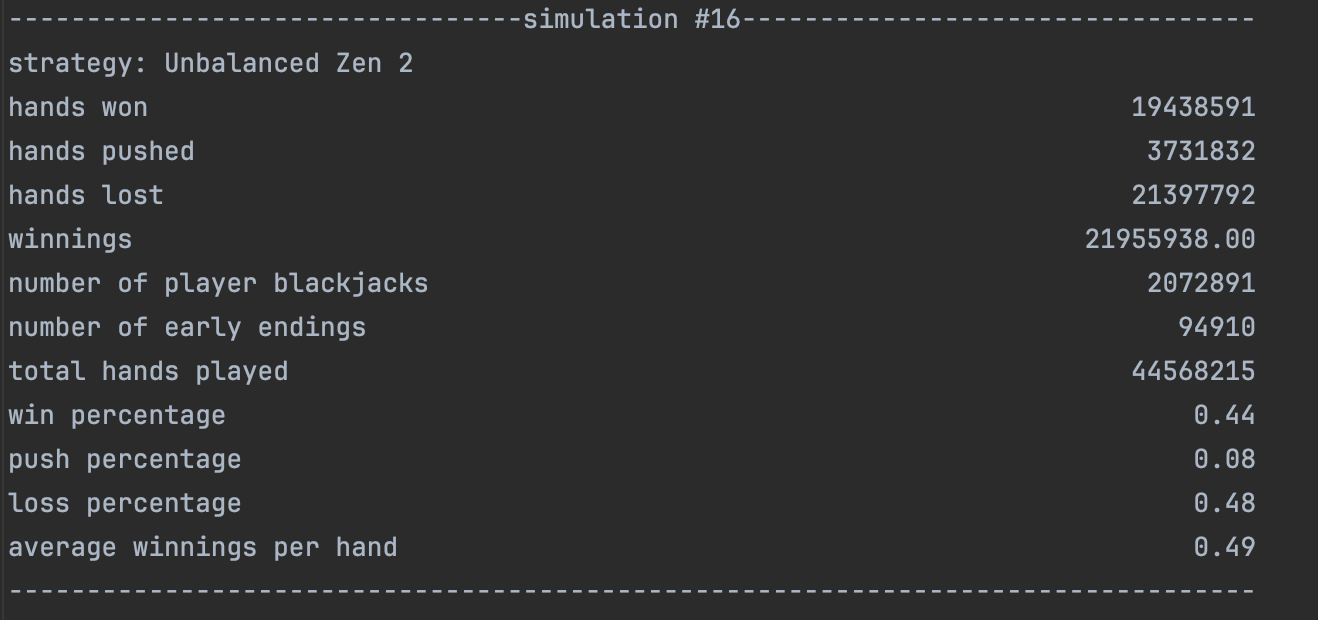 ---------------------------------simulation #16---------------------------------
strategy: Unbalanced Zen 2
hands won 19438591
hands pushed 3731832
hands lost 21397792
winnings 21955938.00
number of player blackjacks 2072891
number of early endings 94910
total hands played 44568215
win percentage 0.44
push percentage 0.08
loss percentage 0.48
average winnings per hand 0.49
--------------------------------------------------------------------------------